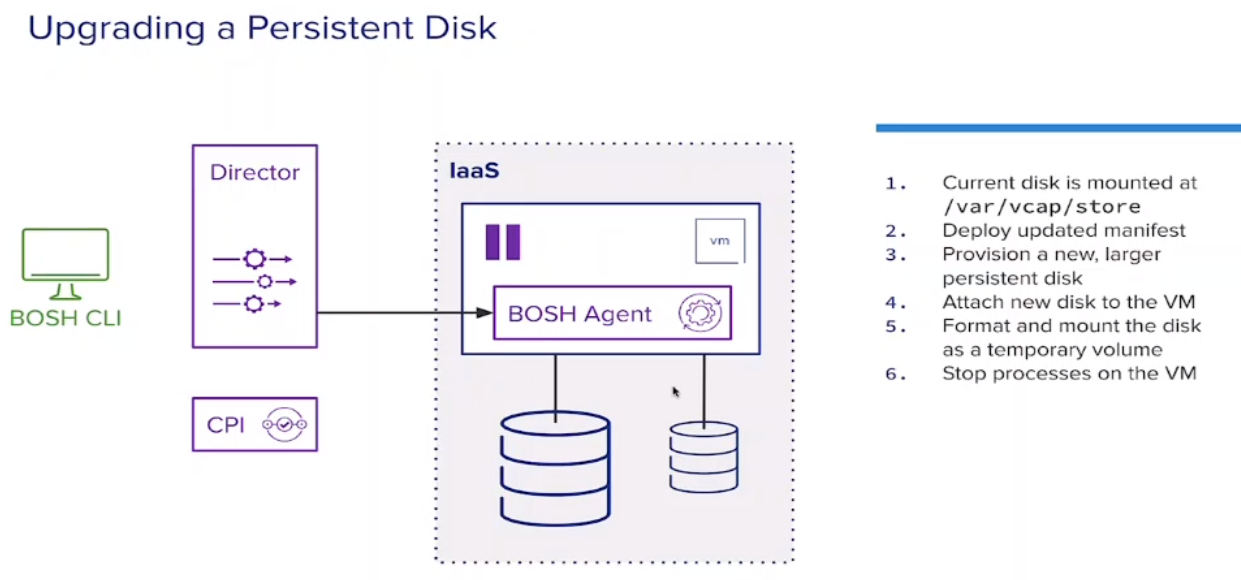 Upgrading a Persistent Disk
Director
IaaS
vm
BOSH CLI
BOSH Agent
CPI
1. Current disk is mounted at
/var/vcap/store
2. Deploy updated manifest
3. Provision a new, larger
persistent disk
4. Attach new disk to the VM
5. Format and mount the disk
as a temporary volume
6. Stop processes on the VM